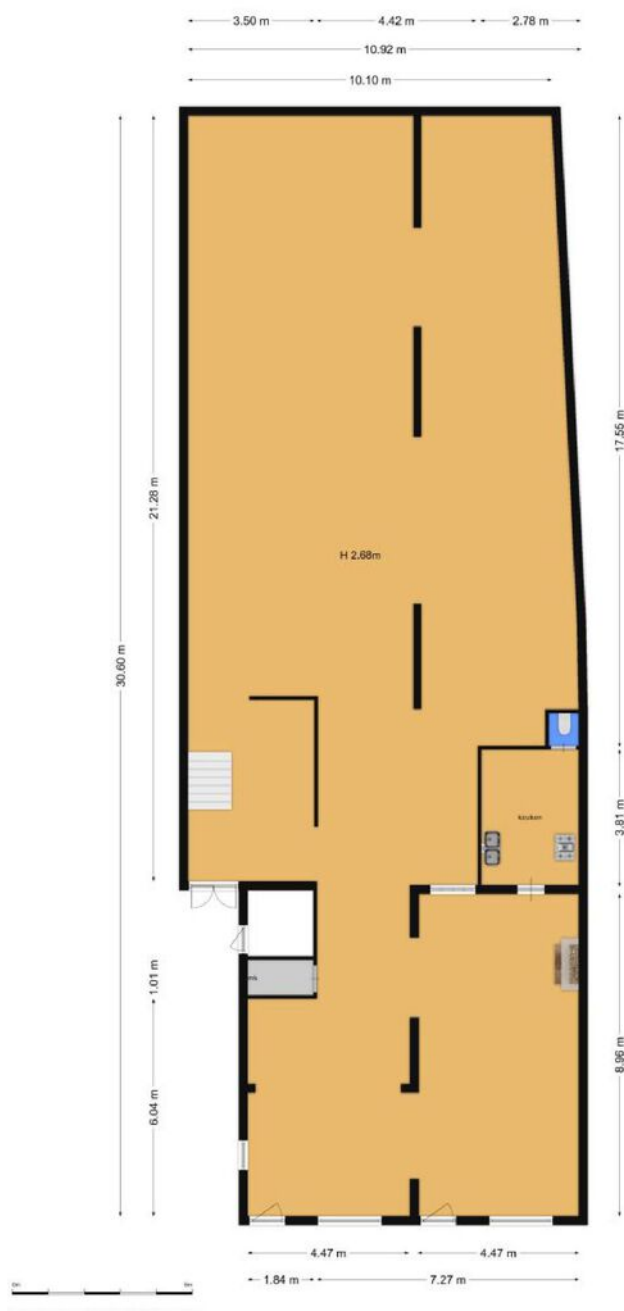 3.50 m 4.42 m 2.78 m
10.92 m
10.10 m
17.55 m
21.28 m
30.60 m
H 2.68m
keuken
3.81 m
1.01 m
8.96 m
6.04 m
4.47 m 4.47 m
1.84 m 7.27 m